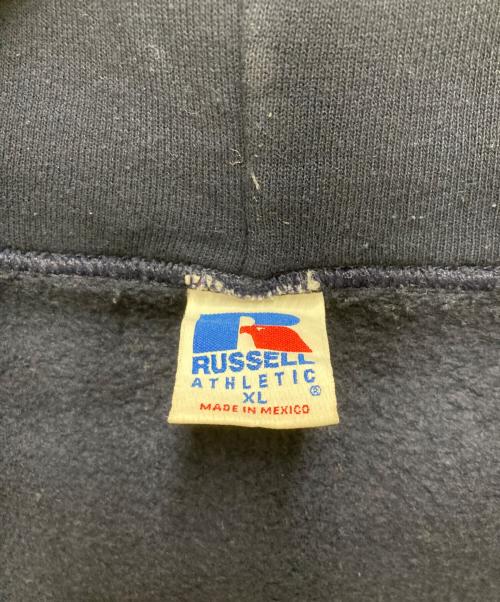 R
RUSSELL
ATHLETIC ®
XL
MADE IN MEXICO